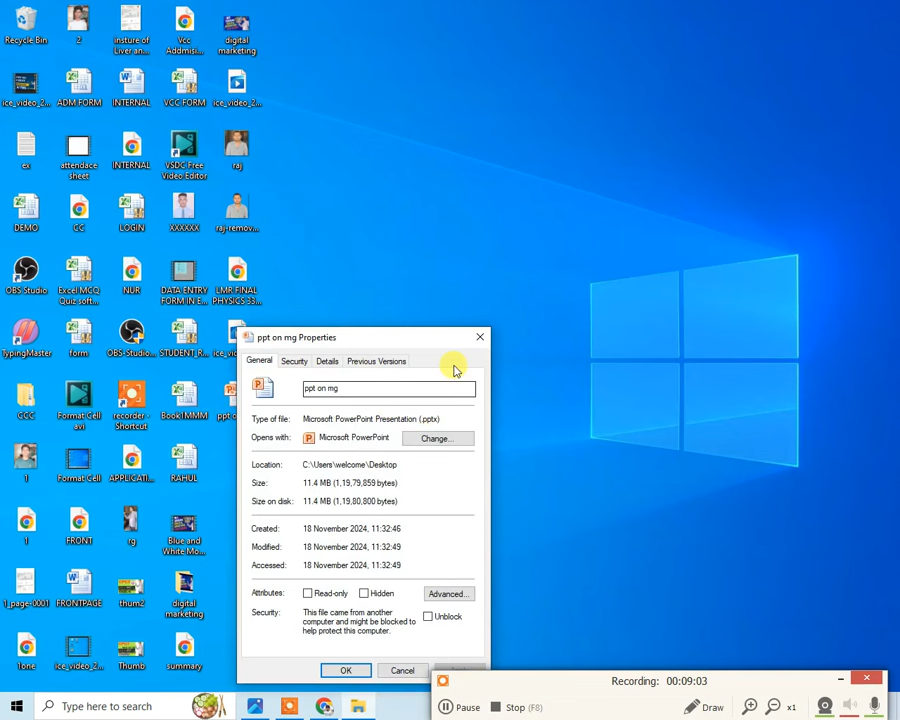 Recycle Bin
2
insture of
Liver an...
Vcc
Addmisi...
digital
marketing
ice_video_2...
ADM FORM
INTERNAL
VCC FORM
ice_video_2...
ex
attendace
sheet
INTERNAL
VSDC Free
Video Editor
raj
DEMO
CC
LOGIN
XXXXXX
raj-remov...
OBS Studio
Excel MCQ
Quiz soft...
NUR
DATA ENTRY
FORM IN E...
LMR FINAL
PHYSICS 33...
TypingMaster
form
OBS-Studio...
STUDENT_R...
CCC
Format Cell
avi
recorder -
Shortcut
Book1MMM
1
Format Cell
APPLICATI...
RAHUL
1
FRONT
rg
Blue and
White Mo...
1_page-0001
FRONTPAGE
thum2
digital
marketing
1one
ice_video_2...
Thumb
summary
ppt on mg Properties
General
Security
Details
Previous Versions
ppt on mg
Type of file: Microsoft PowerPoint Presentation (.pptx)
Opens with: Microsoft PowerPoint
Change...
Location: C:\Users\welcome\Desktop
Size: 11.4 MB (1,19,79,859 bytes)
Size on disk: 11.4 MB (1,19,80,800 bytes)
Created: 18 November 2024, 11:32:46
Modified: 18 November 2024, 11:32:49
Accessed: 18 November 2024, 11:32:49
Attributes: Read-only Hidden Advanced...
Security: This file came from another
computer and might be blocked to
help protect this computer.
Unblock
OK
Cancel
Recording: 00:09:03
Pause
Stop (F8)
Draw
x1
Type here to search